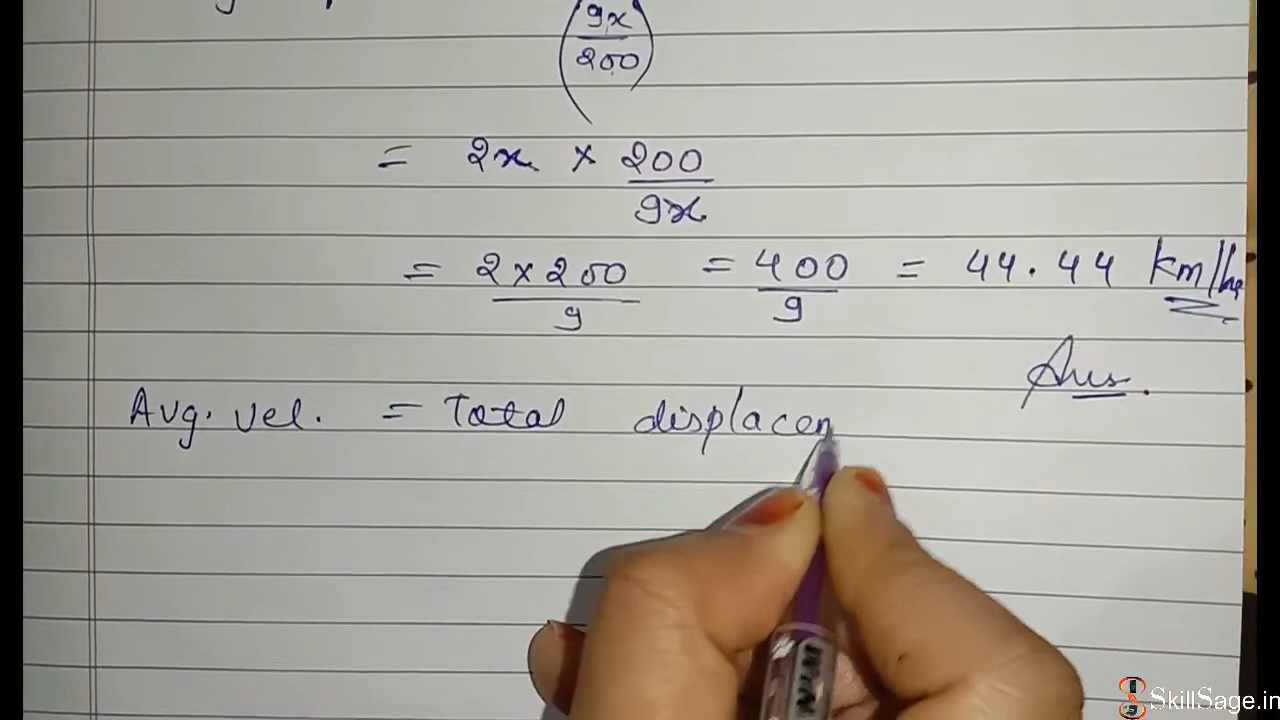 (9x/200)
= 2x × 200/9x
= 2×200/9 = 400/9 = 44.44 km/hr
Ans.
Avg. vel. = Total displacem
SkillSage.in